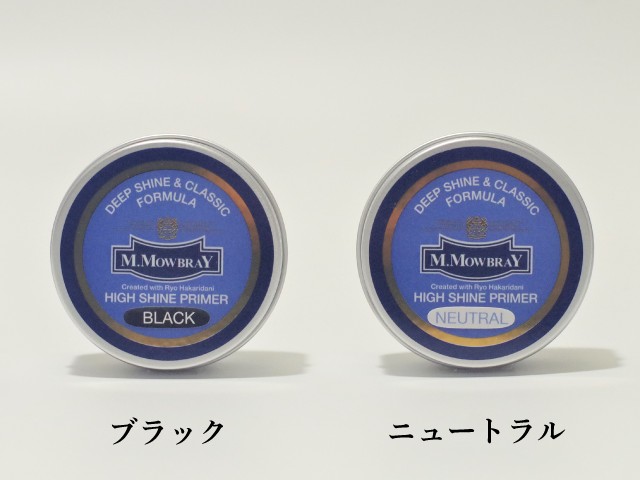 DEEP SHINE & CLASSIC
FORMULA
M.MOWBRAY
Created with Ryo Hakaridani
HIGH SHINE PRIMER
BLACK
DEEP SHINE & CLASSIC
FORMULA
M.MOWBRAY
Created with Ryo Hakaridani
HIGH SHINE PRIMER
NEUTRAL
ブラック
ニュートラル